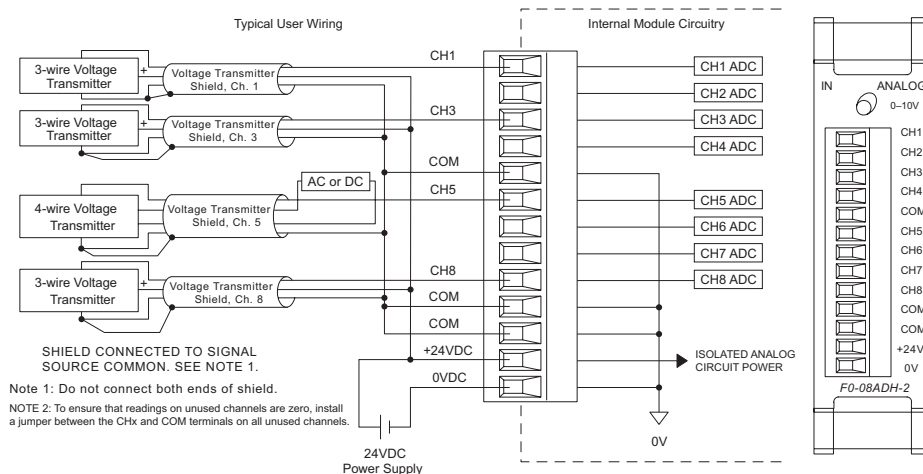 Typical User Wiring
Internal Module Circuitry
3-wire Voltage
Transmitter
+
Voltage Transmitter
Shield, Ch. 1
3-wire Voltage
Transmitter
+
Voltage Transmitter
Shield, Ch. 3
AC or DC
4-wire Voltage
Transmitter
Voltage Transmitter
Shield, Ch. 5
3-wire Voltage
Transmitter
+
Voltage Transmitter
Shield, Ch. 8
CH1
CH3
COM
CH5
CH8
COM
COM
+24VDC
0VDC
CH1 ADC
CH2 ADC
CH3 ADC
CH4 ADC
CH5 ADC
CH6 ADC
CH7 ADC
CH8 ADC
ISOLATED ANALOG
CIRCUIT POWER
0V
SHIELD CONNECTED TO SIGNAL
SOURCE COMMON. SEE NOTE 1.
Note 1: Do not connect both ends of shield.
NOTE 2: To ensure that readings on unused channels are zero, install
a jumper between the CHx and COM terminals on all unused channels.
24VDC
Power Supply
IN ANALOG
0–10V
CH1
CH2
CH3
CH4
COM
CH5
CH6
CH7
CH8
COM
COM
+24V
0V
F0-08ADH-2